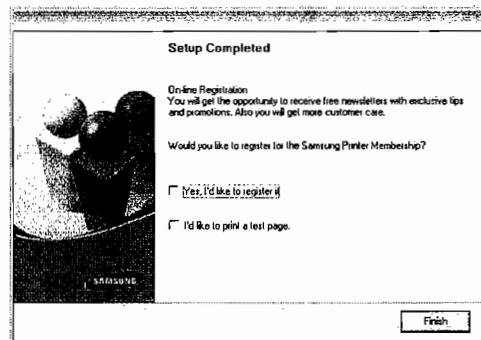 Setup Completed
On-line Registration
You will get the opportunity to receive free newsletters with exclusive tips
and promotions. Also you will get more customer care.
Would you like to register for the Samsung Printer Membership?
Yes, I'd like to register it
I'd like to print a test page.
SAMSUNG
Finish